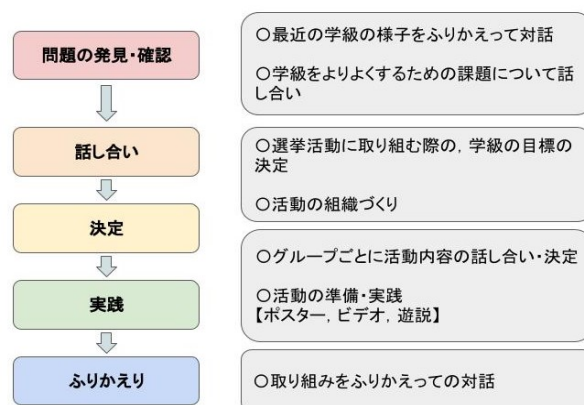 問題の発見・確認
○最近の学級の様子をふりかえって対話
○学級をよりよくするための課題について話
し合い
話し合い
○選挙活動に取り組む際の，学級の目標の
決定
○活動の組織づくり
決定
○グループごとに活動内容の話し合い・決定
実践
○活動の準備・実践
【ポスター，ビデオ，遊説】
ふりかえり
○取り組みをふりかえっての対話